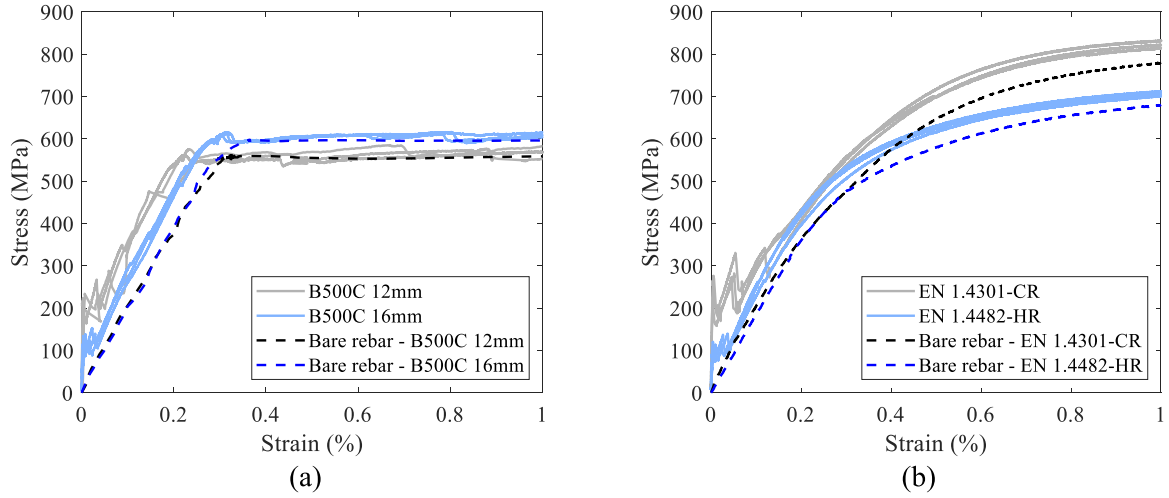 900
800
700
600
500
400
300
200
100
0
Stress (MPa)
0
0.2
0.4
0.6
0.8
1
Strain (%)
B500C 12mm
B500C 16mm
Bare rebar - B500C 12mm
Bare rebar - B500C 16mm
(a)
900
800
700
600
500
400
300
200
100
0
Stress (MPa)
0
0.2
0.4
0.6
0.8
1
Strain (%)
EN 1.4301-CR
EN 1.4482-HR
Bare rebar - EN 1.4301-CR
Bare rebar - EN 1.4482-HR
(b)